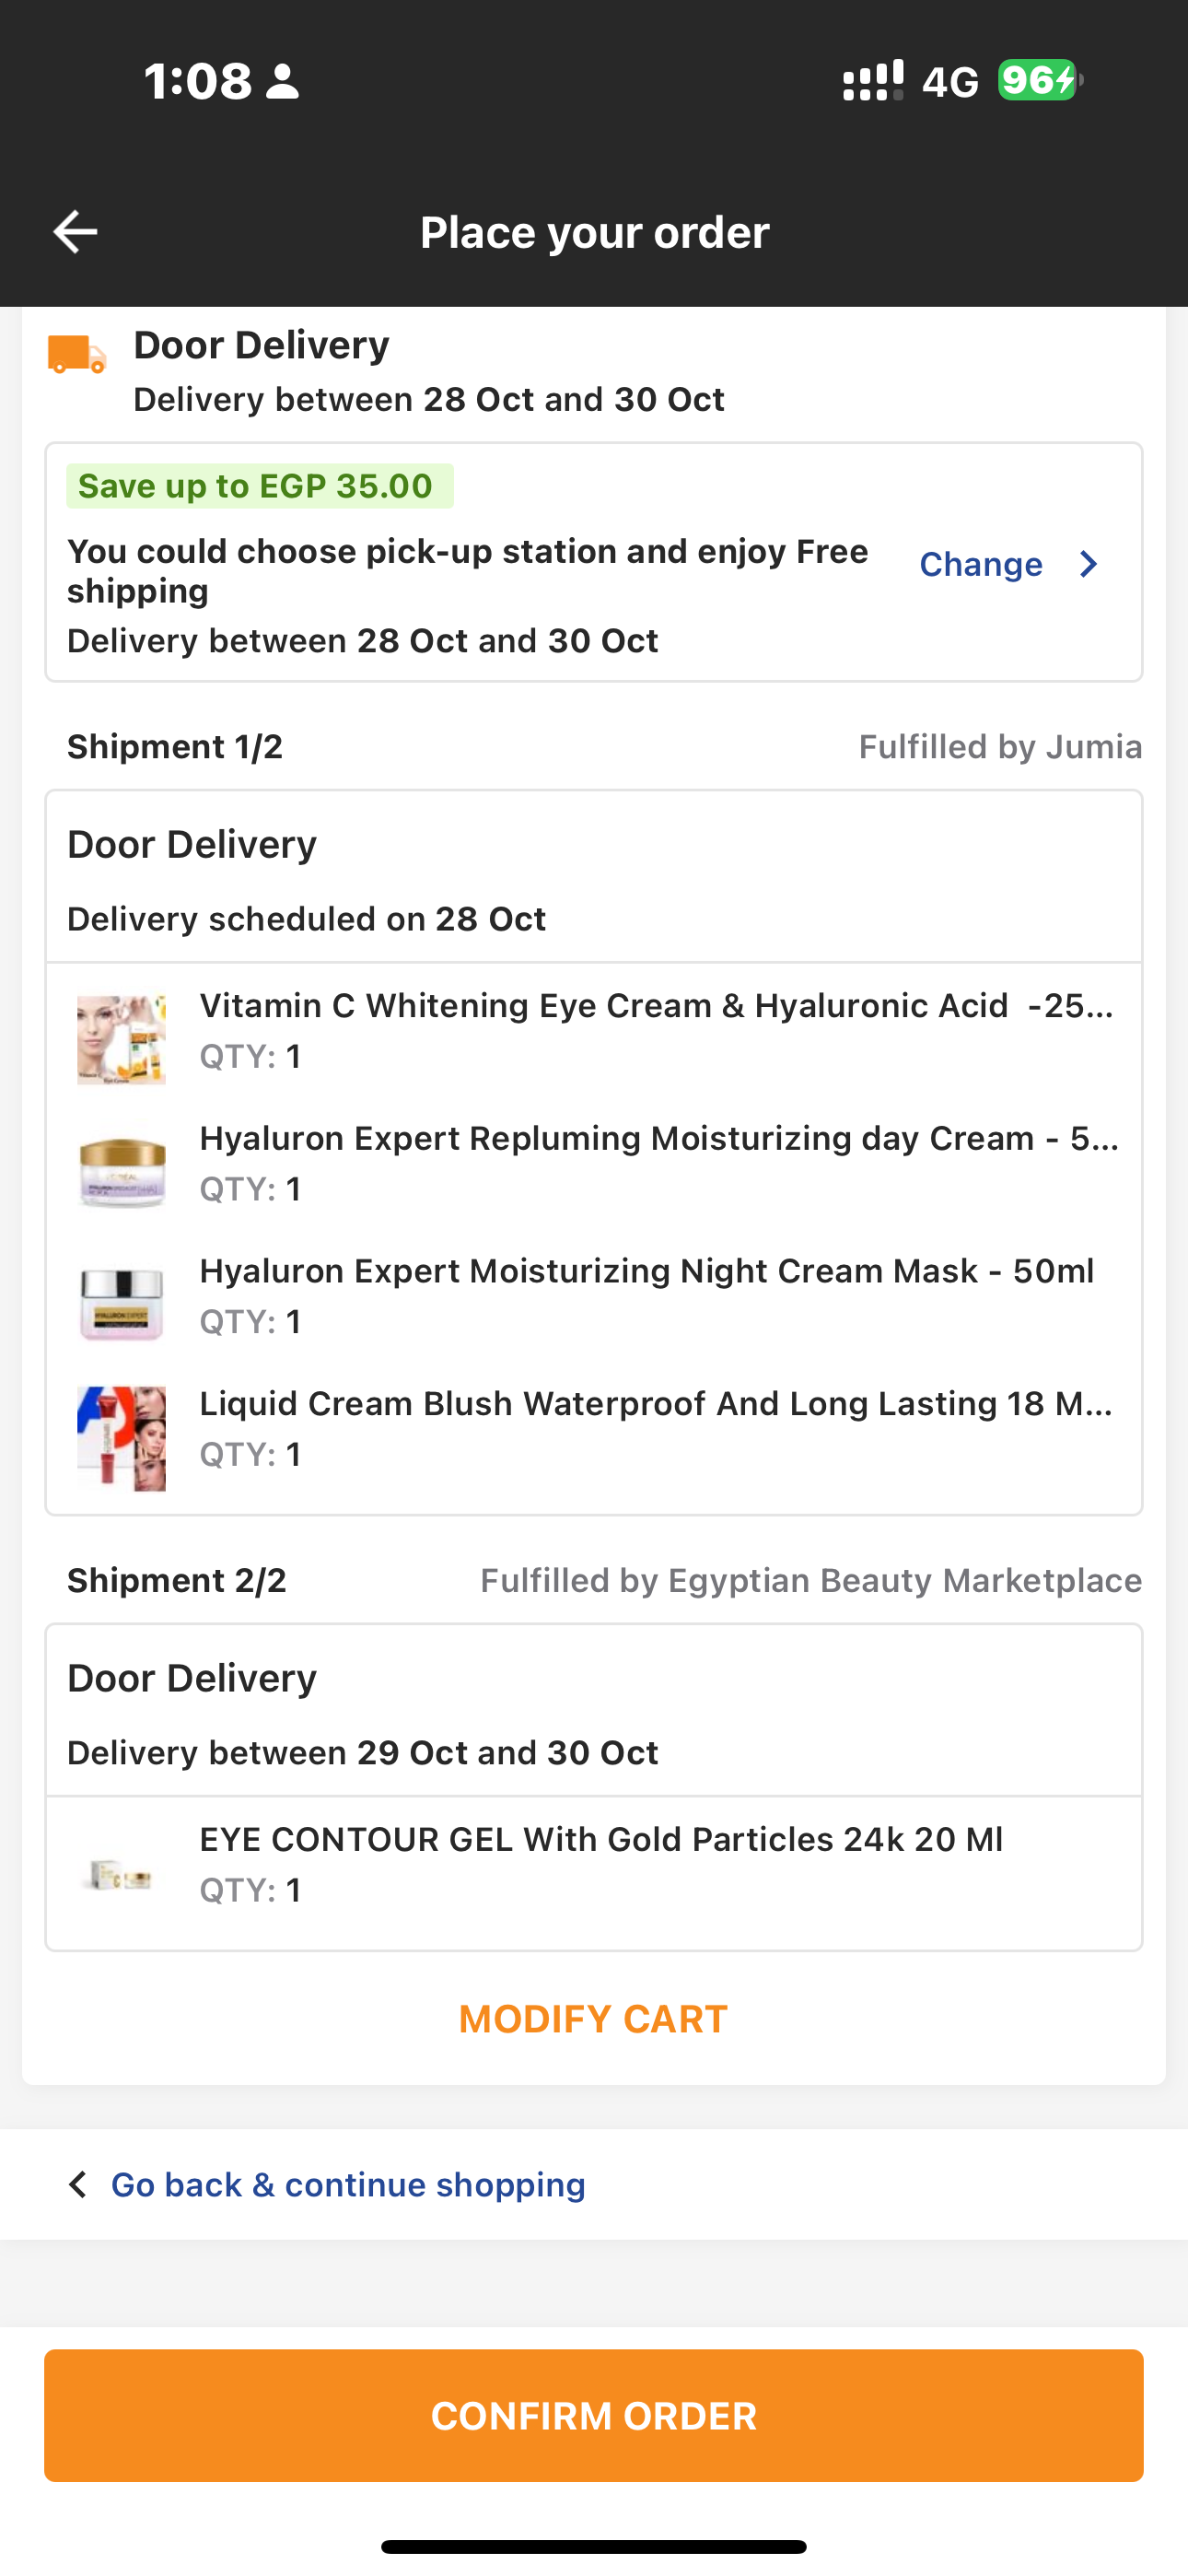 1:08
4G 96
Place your order
Door Delivery
Delivery between 28 Oct and 30 Oct
Save up to EGP 35.00
You could choose pick-up station and enjoy Free
shipping
Change
Delivery between 28 Oct and 30 Oct
Shipment 1/2
Fulfilled by Jumia
Door Delivery
Delivery scheduled on 28 Oct
Vitamin C Whitening Eye Cream & Hyaluronic Acid -25...
QTY: 1
Hyaluron Expert Repluming Moisturizing day Cream - 5...
QTY: 1
Hyaluron Expert Moisturizing Night Cream Mask - 50ml
QTY: 1
Liquid Cream Blush Waterproof And Long Lasting 18 M...
QTY: 1
Shipment 2/2
Fulfilled by Egyptian Beauty Marketplace
Door Delivery
Delivery between 29 Oct and 30 Oct
EYE CONTOUR GEL With Gold Particles 24k 20 Ml
QTY: 1
MODIFY CART
Go back & continue shopping
CONFIRM ORDER